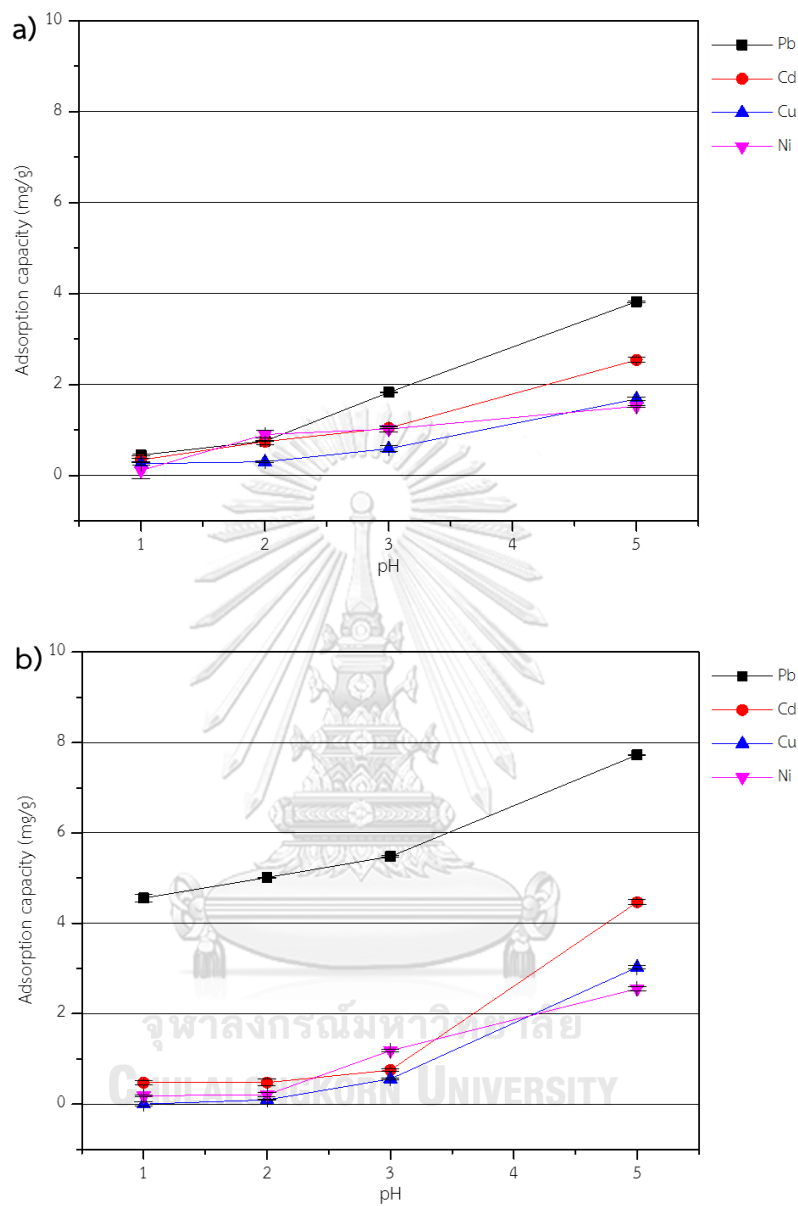 a)
10
8
6
4
2
0
Adsorption capacity (mg/g)
1 2 3 4 5
pH
Pb
Cd
Cu
Ni
b)
10
8
6
4
2
0
Adsorption capacity (mg/g)
1 2 3 4 5
pH
Pb
Cd
Cu
Ni
จุฬาลงกรณ์มหาวิทยาลัย
CHULALONGKORN UNIVERSITY